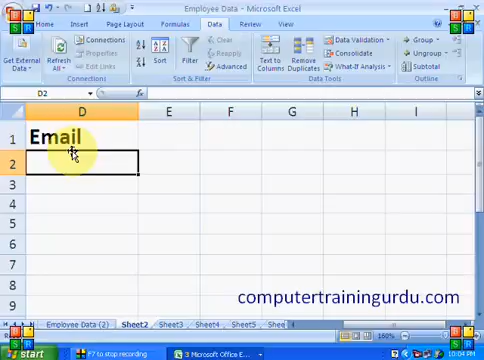 Employee Data - Microsoft Excel
Home Insert Page Layout Formulas Data Review View
Get External Data
Refresh All
Connections
Properties
Edit Links
Connections
Sort
Filter
Clear
Reapply
Advanced
Sort & Filter
Text to Columns
Remove Duplicates
Data Validation
Consolidate
What-If Analysis
Data Tools
Group
Ungroup
Subtotal
Outline
D2
fx
D E F G H I
1 Email
2
3
4
5
6
7
8
9
computertrainingurdu.com
Employee Data (2) Sheet2 Sheet3 Sheet4 Sheet5 Shee
160%
start
F7 to stop recording
3 Microsoft Office E...
10:04 PM